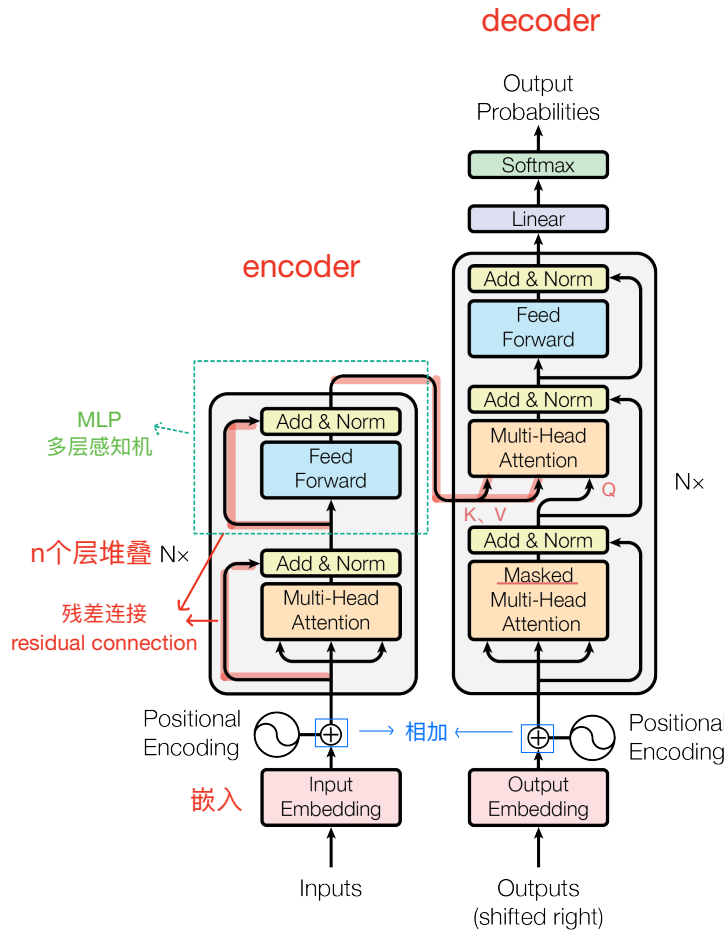 decoder
Output
Probabilities
Softmax
Linear
Add & Norm
Feed
Forward
Add & Norm
Multi-Head
Attention
Q
K、V
N×
Add & Norm
Masked
Multi-Head
Attention
encoder
MLP
多层感知机
Add & Norm
Feed
Forward
n个层堆叠
N×
Add & Norm
Multi-Head
Attention
残差连接
residual connection
Positional
Encoding
相加
Positional
Encoding
嵌入
Input
Embedding
Output
Embedding
Inputs
Outputs
(shifted right)